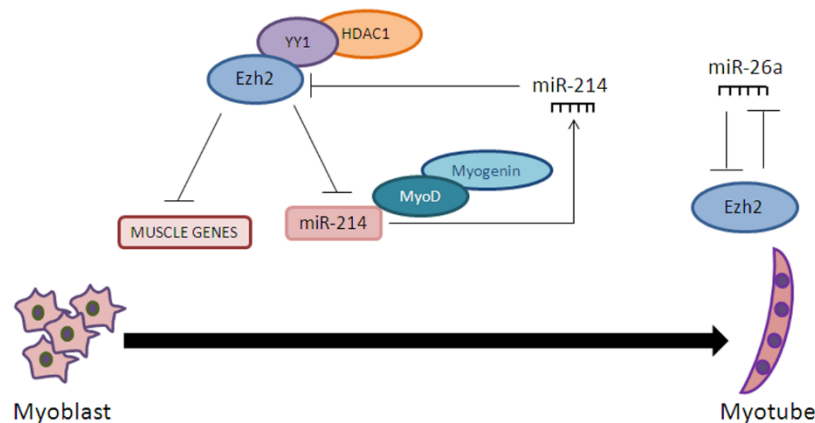 YY1
HDAC1
Ezh2
miR-214
miR-26a
Myogenin
MyoD
Ezh2
MUSCLE GENES
miR-214
Myoblast
Myotube